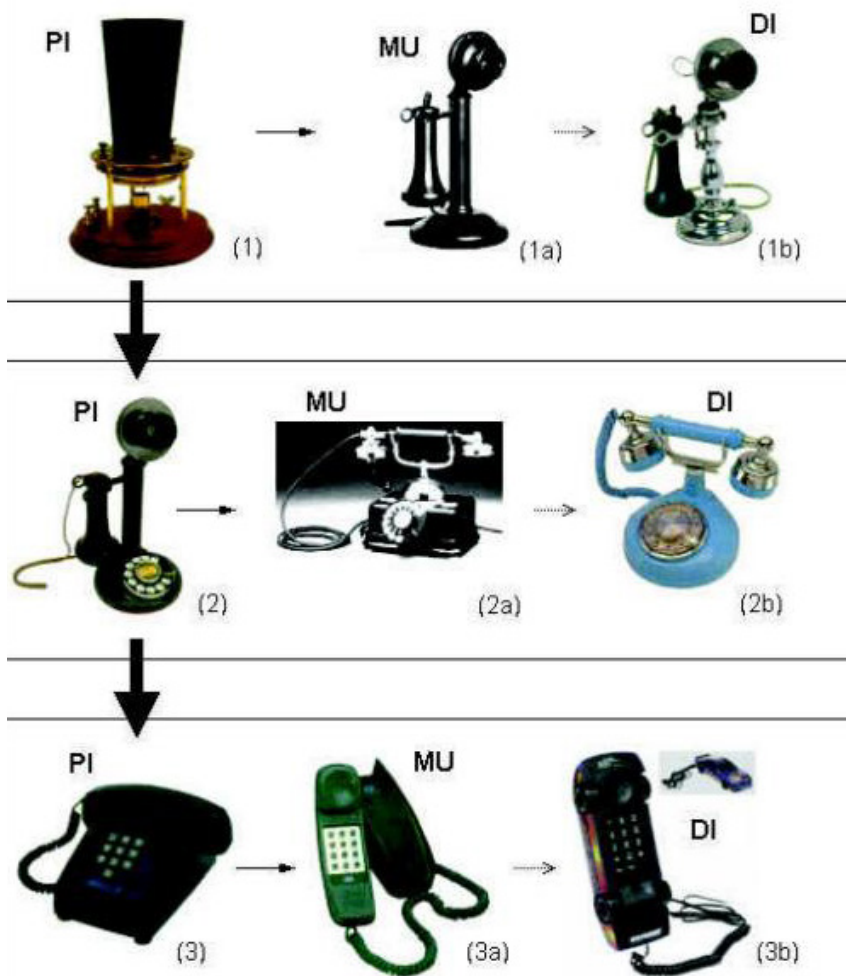 PI
MU
DI
(1)
(1a)
(1b)
PI
MU
DI
(2)
(2a)
(2b)
PI
MU
DI
(3)
(3a)
(3b)